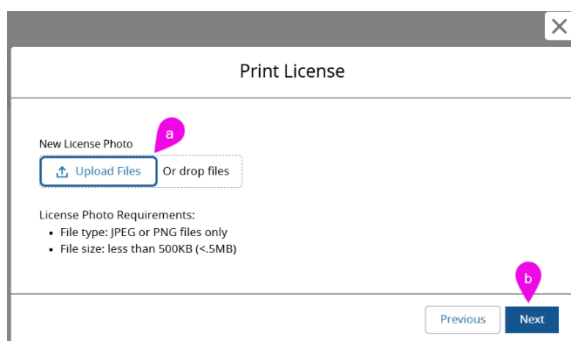 Print License
New License Photo
a
Upload Files Or drop files
License Photo Requirements:
• File type: JPEG or PNG files only
• File size: less than 500KB (<.5MB)
b
Previous Next